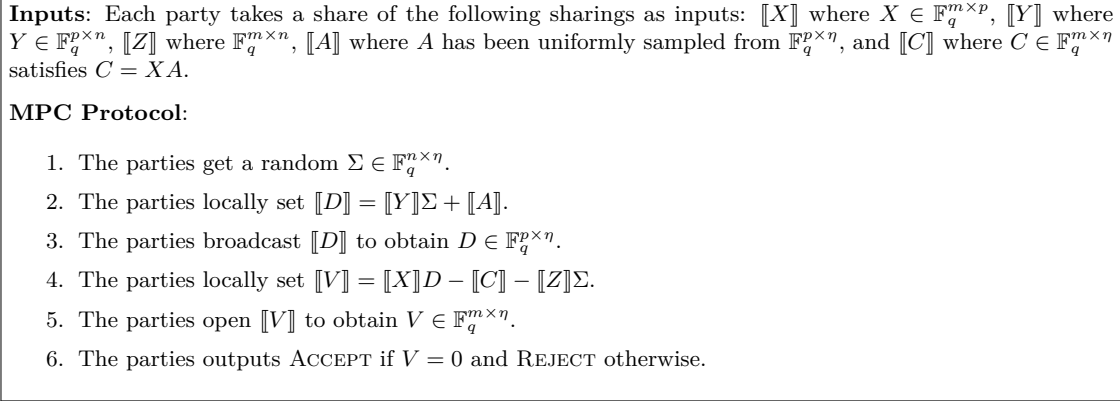 Inputs: Each party takes a share of the following sharings as inputs: ⟦X⟧ where X ∈ 𝔽_q^{m×p}, ⟦Y⟧ where
Y ∈ 𝔽_q^{p×n}, ⟦Z⟧ where 𝔽_q^{m×n}, ⟦A⟧ where A has been uniformly sampled from 𝔽_q^{p×η}, and ⟦C⟧ where C ∈ 𝔽_q^{m×η}
satisfies C = XA.
MPC Protocol:
1. The parties get a random Σ ∈ 𝔽_q^{n×η}.
2. The parties locally set ⟦D⟧ = ⟦Y⟧Σ + ⟦A⟧.
3. The parties broadcast ⟦D⟧ to obtain D ∈ 𝔽_q^{p×η}.
4. The parties locally set ⟦V⟧ = ⟦X⟧D − ⟦C⟧ − ⟦Z⟧Σ.
5. The parties open ⟦V⟧ to obtain V ∈ 𝔽_q^{m×η}.
6. The parties outputs ACCEPT if V = 0 and REJECT otherwise.